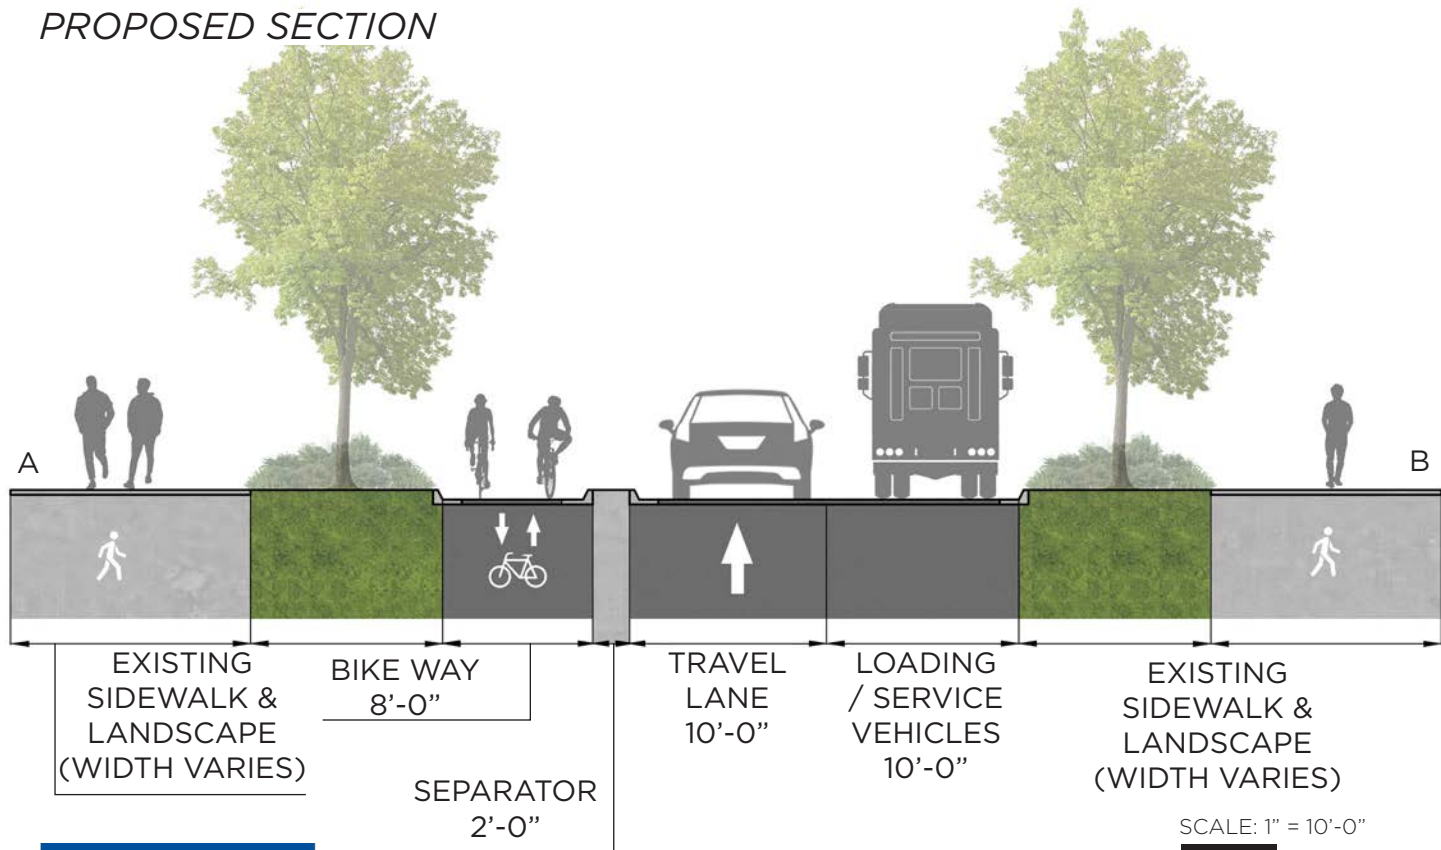 PROPOSED SECTION
A
B
EXISTING
SIDEWALK &
LANDSCAPE
(WIDTH VARIES)
BIKE WAY
8’-0”
SEPARATOR
2’-0”
TRAVEL
LANE
10’-0”
LOADING
/ SERVICE
VEHICLES
10’-0”
EXISTING
SIDEWALK &
LANDSCAPE
(WIDTH VARIES)
SCALE: 1” = 10’-0”